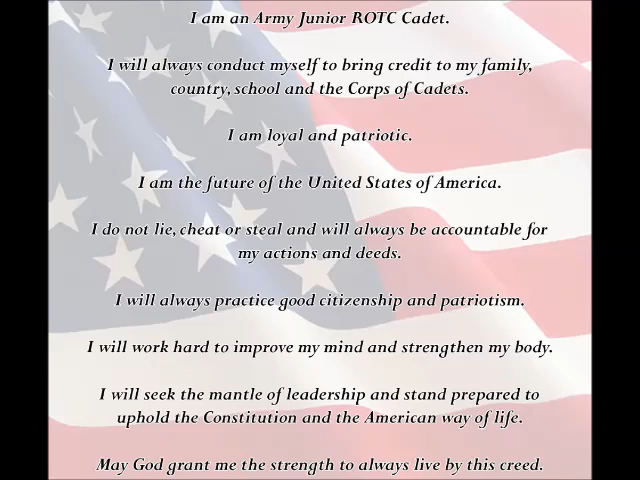 I am an Army Junior ROTC Cadet.
I will always conduct myself to bring credit to my family,
country, school and the Corps of Cadets.
I am loyal and patriotic.
I am the future of the United States of America.
I do not lie, cheat or steal and will always be accountable for
my actions and deeds.
I will always practice good citizenship and patriotism.
I will work hard to improve my mind and strengthen my body.
I will seek the mantle of leadership and stand prepared to
uphold the Constitution and the American way of life.
May God grant me the strength to always live by this creed.